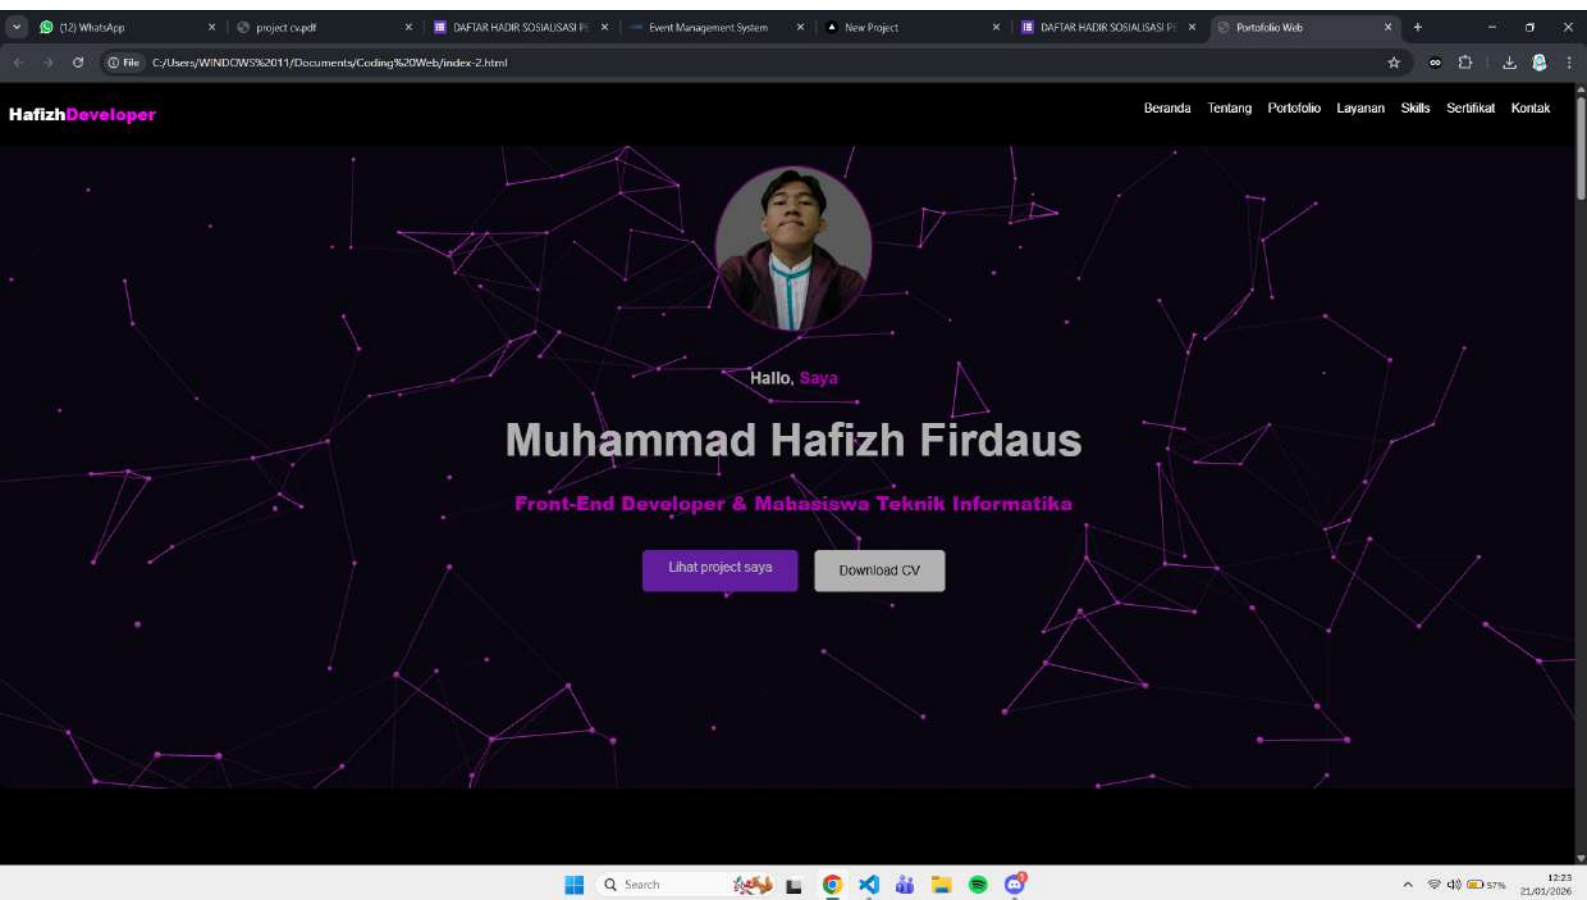 (12) WhatsApp
project cv.pdf
DAFTAR HADIR SOSIALISASI PE
Event Management System
New Project
DAFTAR HADIR SOSIALISASI PE
Portofolio Web
File
C:/Users/WINDOWS%2011/Documents/Coding%20Web/index-2.html
HafizhDeveloper
Beranda Tentang Portofolio Layanan Skills Sertifikat Kontak
Hallo, Saya
Muhammad Hafizh Firdaus
Front-End Developer & Mahasiswa Teknik Informatika
Lihat project saya
Download CV
Search
57%
12:23
21/01/2026